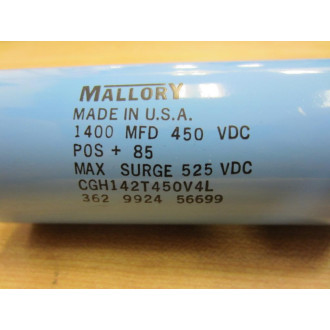 MALLORY
MADE IN U.S.A.
1400 MFD 450 VDC
POS + 85
MAX SURGE 525 VDC
CGH142T450V4L
362 9924 56699